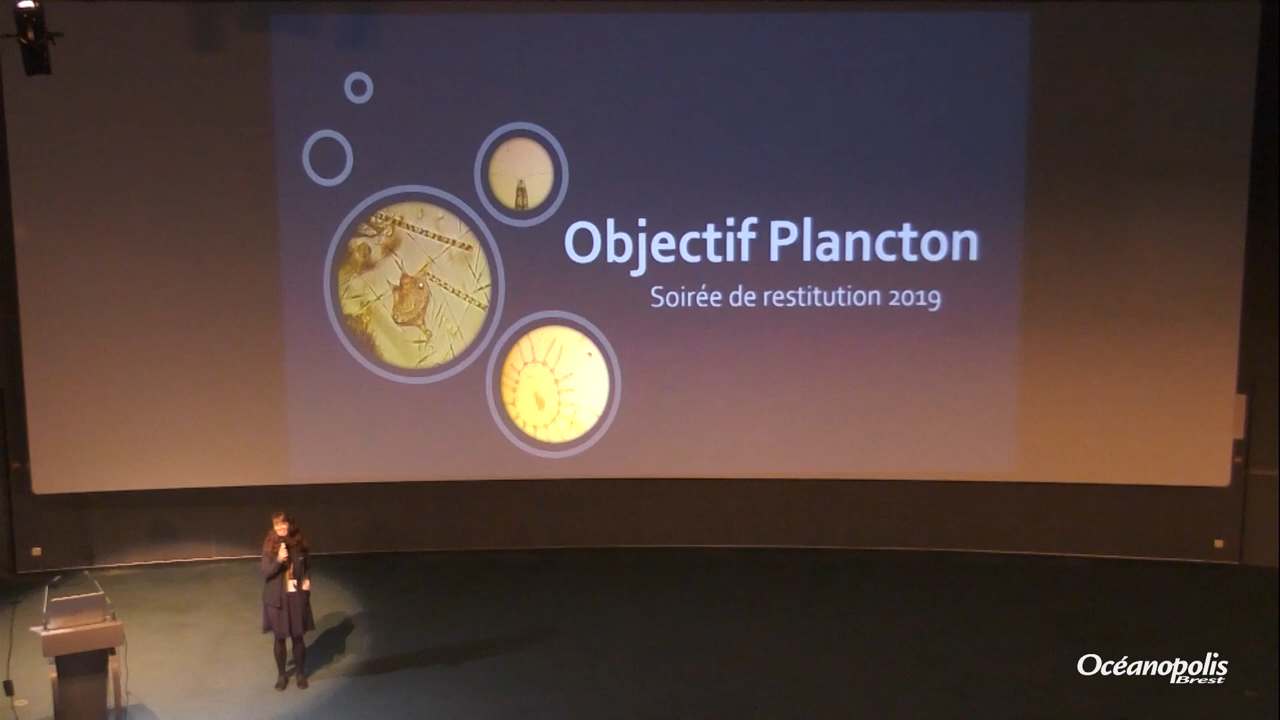 Objectif Plancton
Soirée de restitution 2019
Océanopolis
Brest